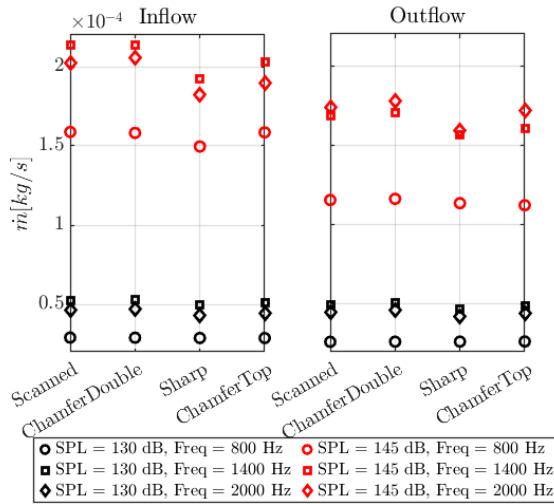 ×10⁻⁴
Inflow
Outflow
2
1.5
1
0.5
ṁ[kg/s]
Scanned
ChamferDouble
Sharp
ChamferTop
Scanned
ChamferDouble
Sharp
ChamferTop
SPL = 130 dB, Freq = 800 Hz
SPL = 145 dB, Freq = 800 Hz
SPL = 130 dB, Freq = 1400 Hz
SPL = 145 dB, Freq = 1400 Hz
SPL = 130 dB, Freq = 2000 Hz
SPL = 145 dB, Freq = 2000 Hz